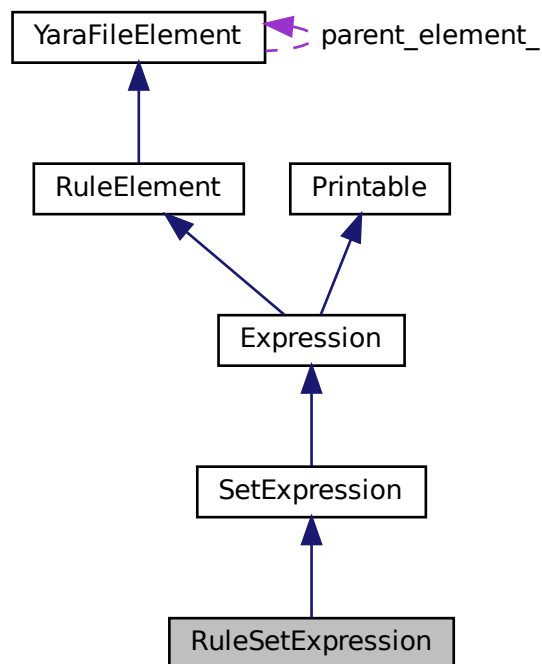 YaraFileElement
parent_element_
RuleElement
Printable
Expression
SetExpression
RuleSetExpression